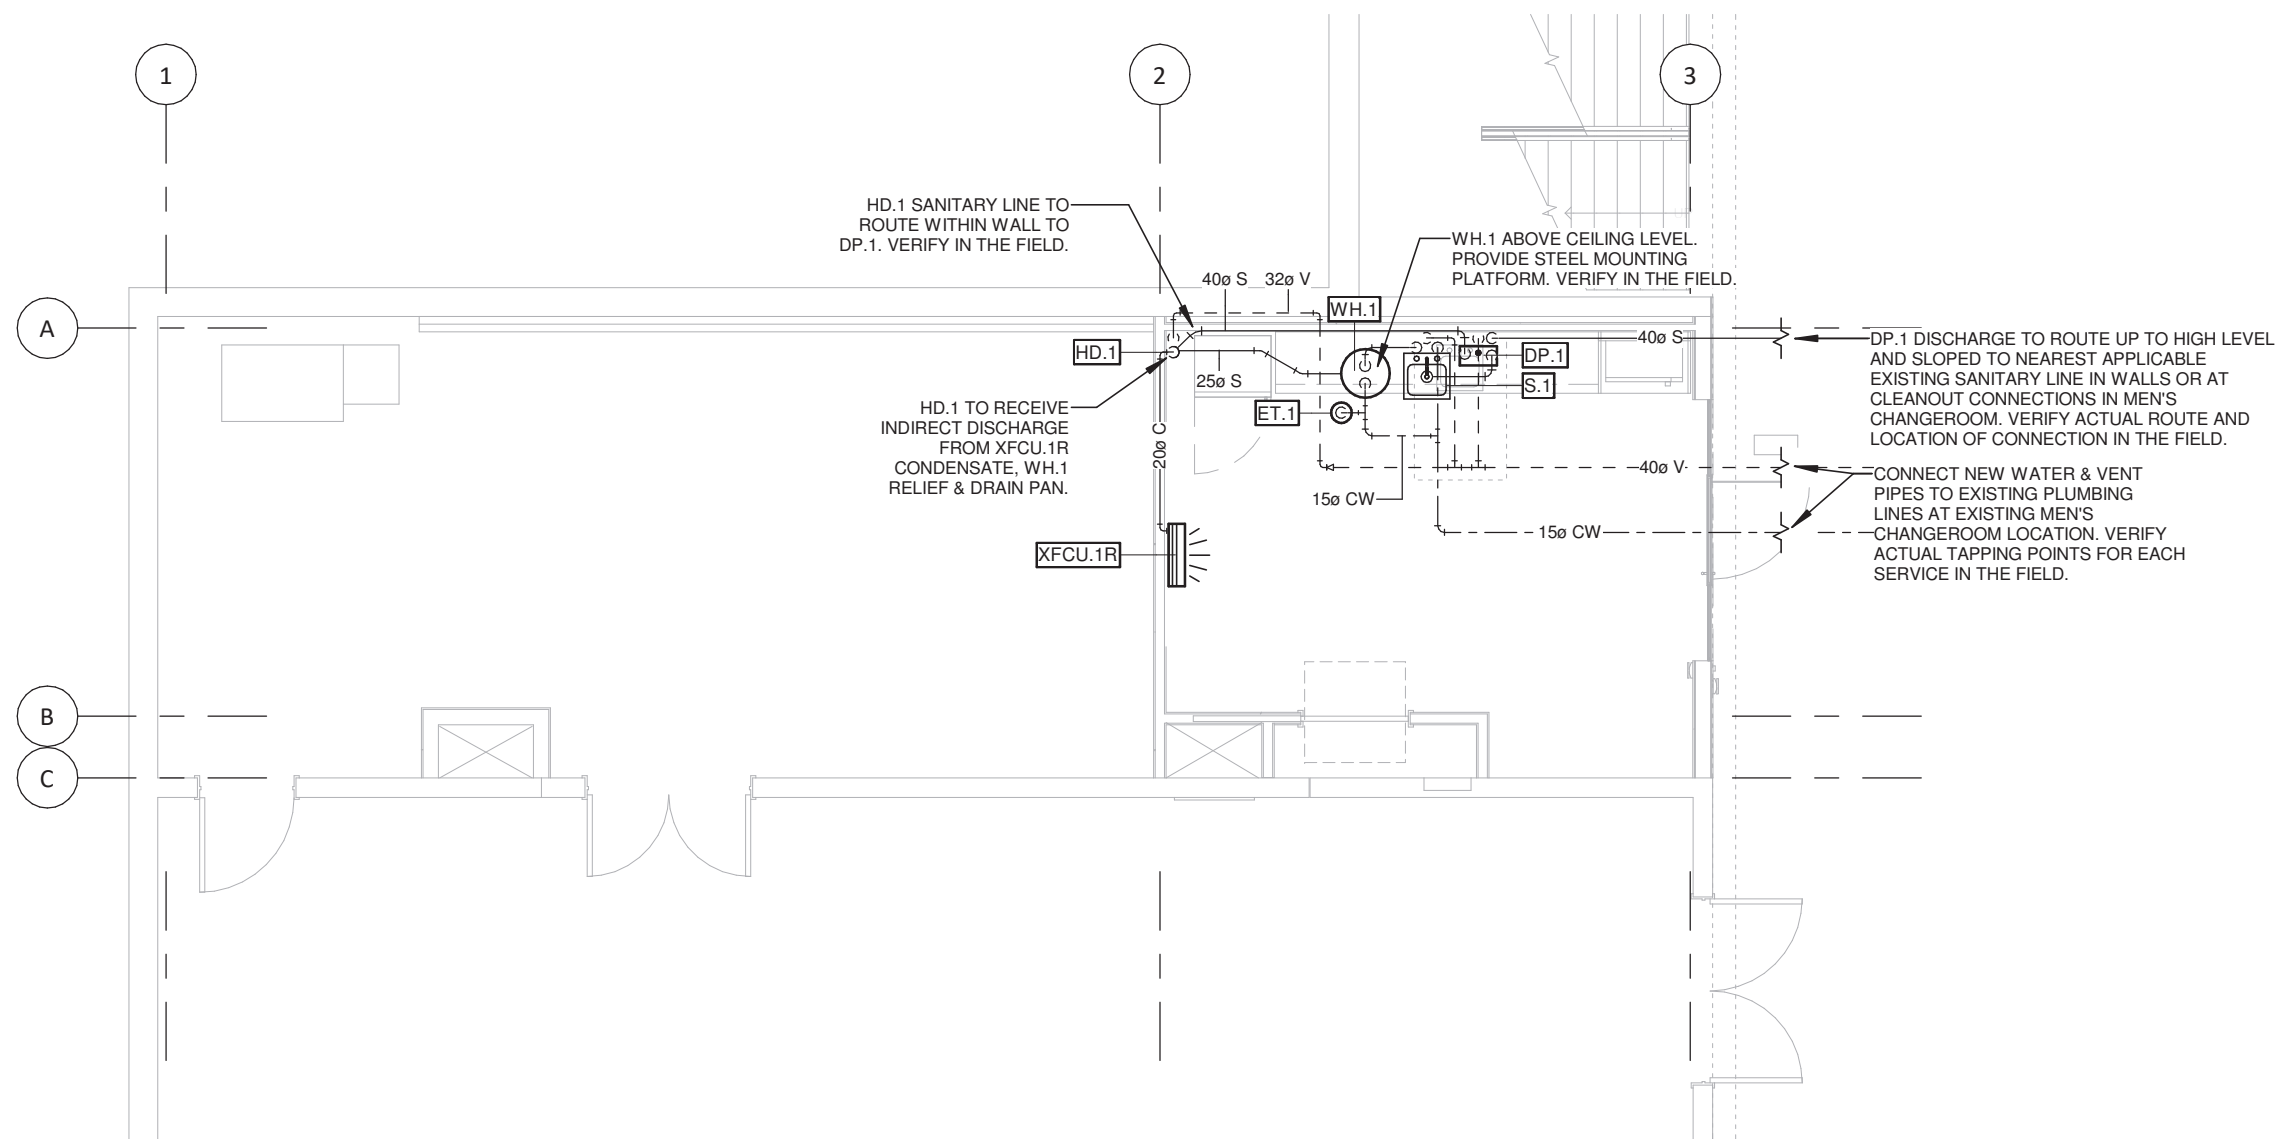 1
2
3
HD.1 SANITARY LINE TO
ROUTE WITHIN WALL TO
DP.1. VERIFY IN THE FIELD.
WH.1 ABOVE CEILING LEVEL.
PROVIDE STEEL MOUNTING
PLATFORM. VERIFY IN THE FIELD.
40ø S
32ø V
WH.1
A
HD.1
40ø S
DP.1
S.1
25ø S
ET.1
DP.1 DISCHARGE TO ROUTE UP TO HIGH LEVEL
AND SLOPED TO NEAREST APPLICABLE
EXISTING SANITARY LINE IN WALLS OR AT
CLEANOUT CONNECTIONS IN MEN'S
CHANGEROOM. VERIFY ACTUAL ROUTE AND
LOCATION OF CONNECTION IN THE FIELD.
HD.1 TO RECEIVE
INDIRECT DISCHARGE
FROM XFCU.1R
CONDENSATE, WH.1
RELIEF & DRAIN PAN.
20ø C
40ø V
15ø CW
15ø CW
CONNECT NEW WATER & VENT
PIPES TO EXISTING PLUMBING
LINES AT EXISTING MEN'S
CHANGEROOM LOCATION. VERIFY
ACTUAL TAPPING POINTS FOR EACH
SERVICE IN THE FIELD.
XFCU.1R
B
C